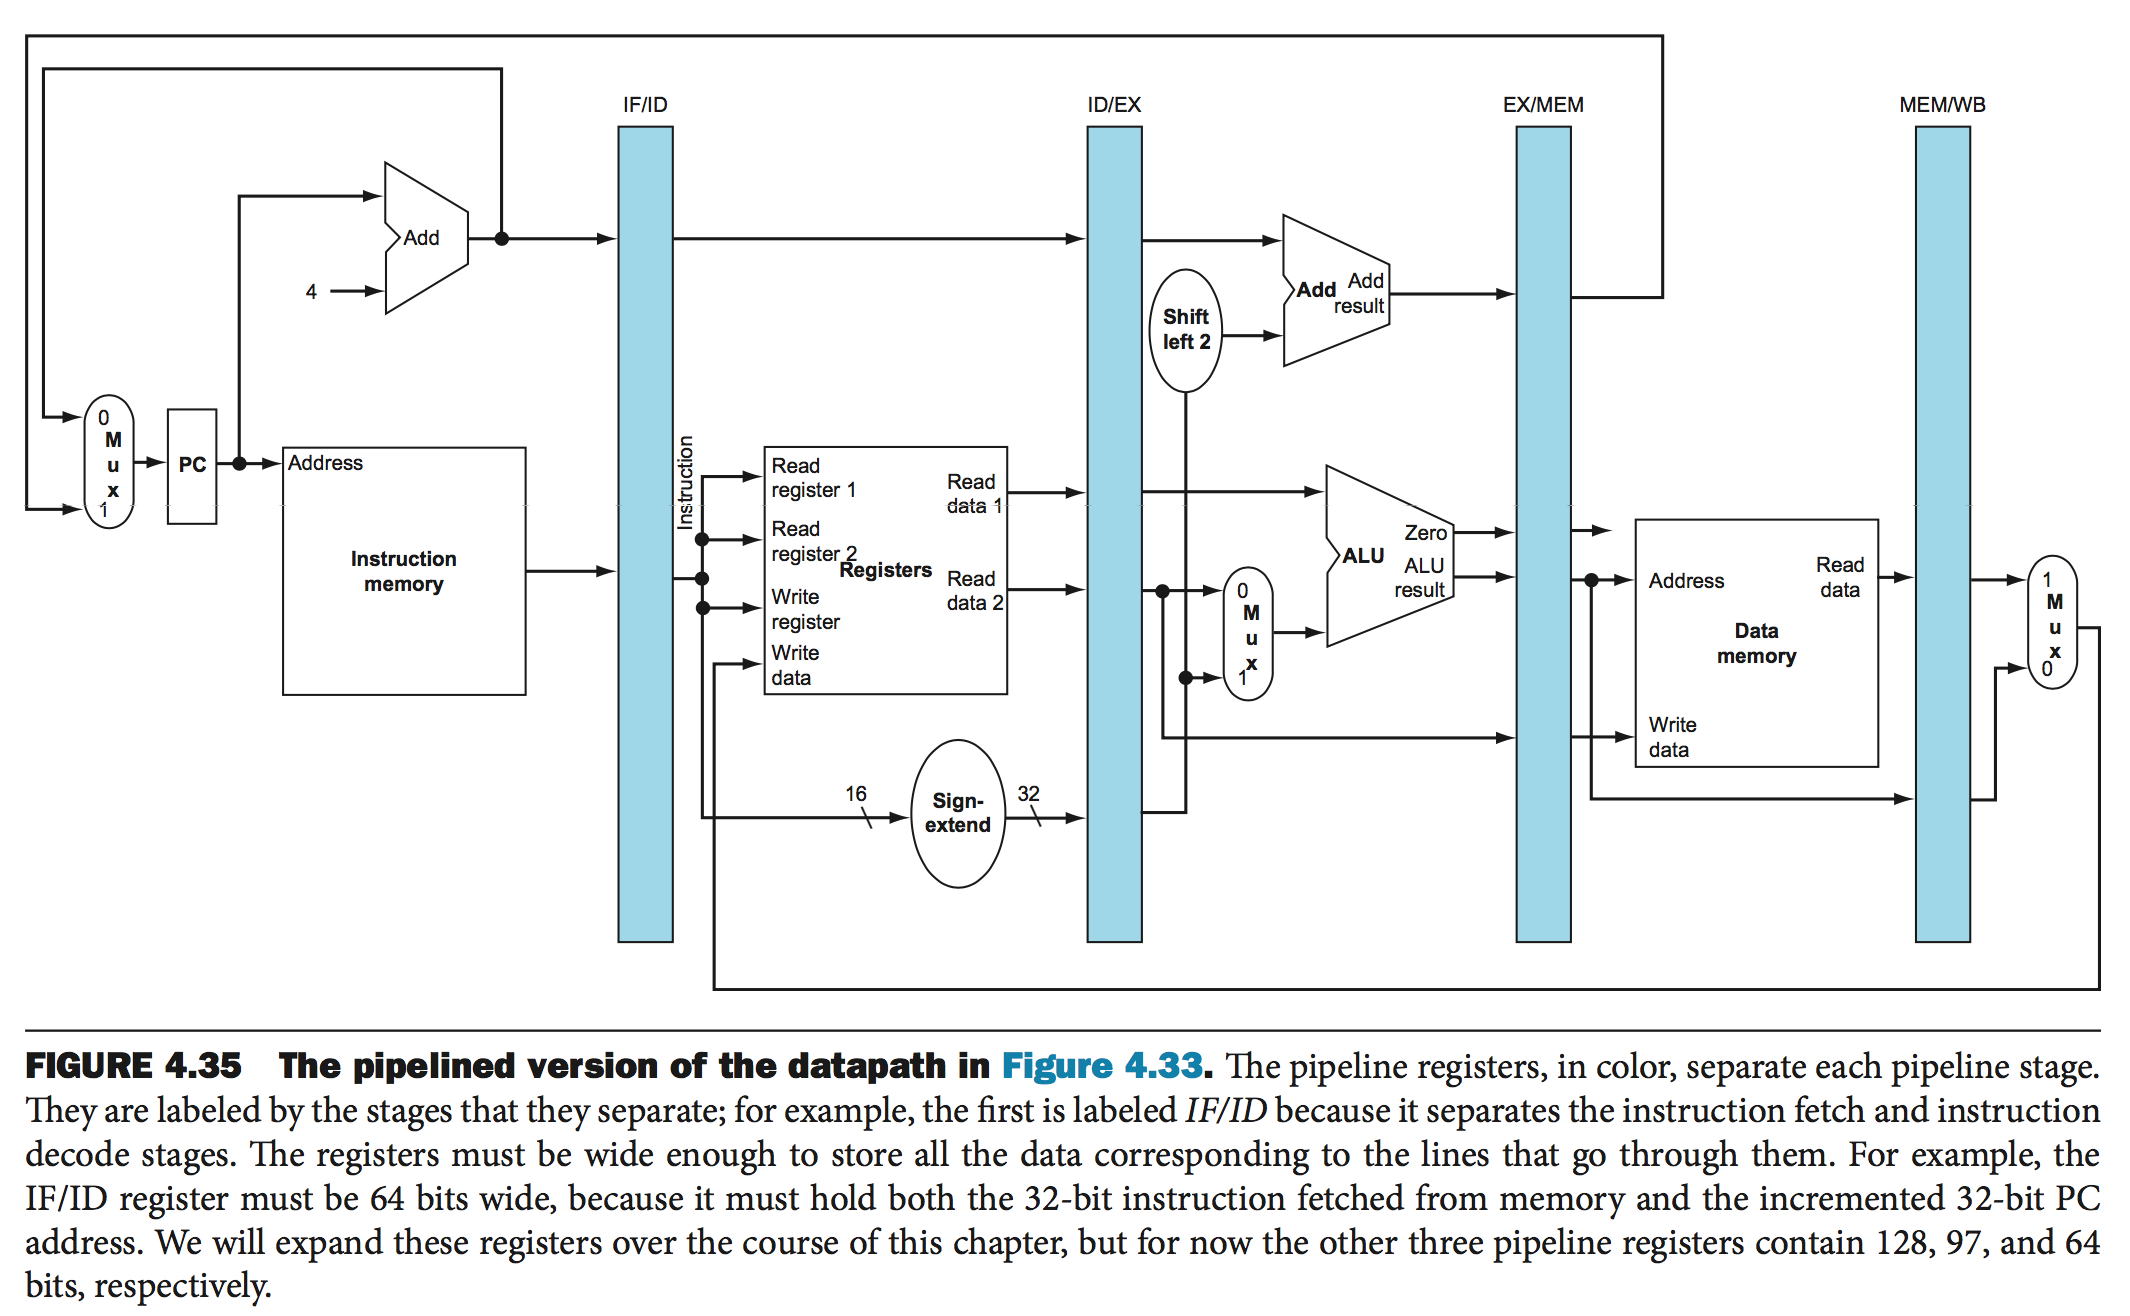 IF/ID
ID/EX
EX/MEM
MEM/WB
Add
4
Add
Add
result
Shift
left 2
0
M
u
x
1
PC
Address
Instruction
memory
Instruction
Read
register 1
Read
register 2
Write
register
Write
data
Registers
Read
data 1
Read
data 2
16
Sign-
extend
32
0
M
u
x
1
Zero
ALU
ALU
result
Address
Read
data
Data
memory
Write
data
1
M
u
x
0
FIGURE 4.35 The pipelined version of the datapath in Figure 4.33. The pipeline registers, in color, separate each pipeline stage.
They are labeled by the stages that they separate; for example, the first is labeled IF/ID because it separates the instruction fetch and instruction
decode stages. The registers must be wide enough to store all the data corresponding to the lines that go through them. For example, the
IF/ID register must be 64 bits wide, because it must hold both the 32-bit instruction fetched from memory and the incremented 32-bit PC
address. We will expand these registers over the course of this chapter, but for now the other three pipeline registers contain 128, 97, and 64
bits, respectively.